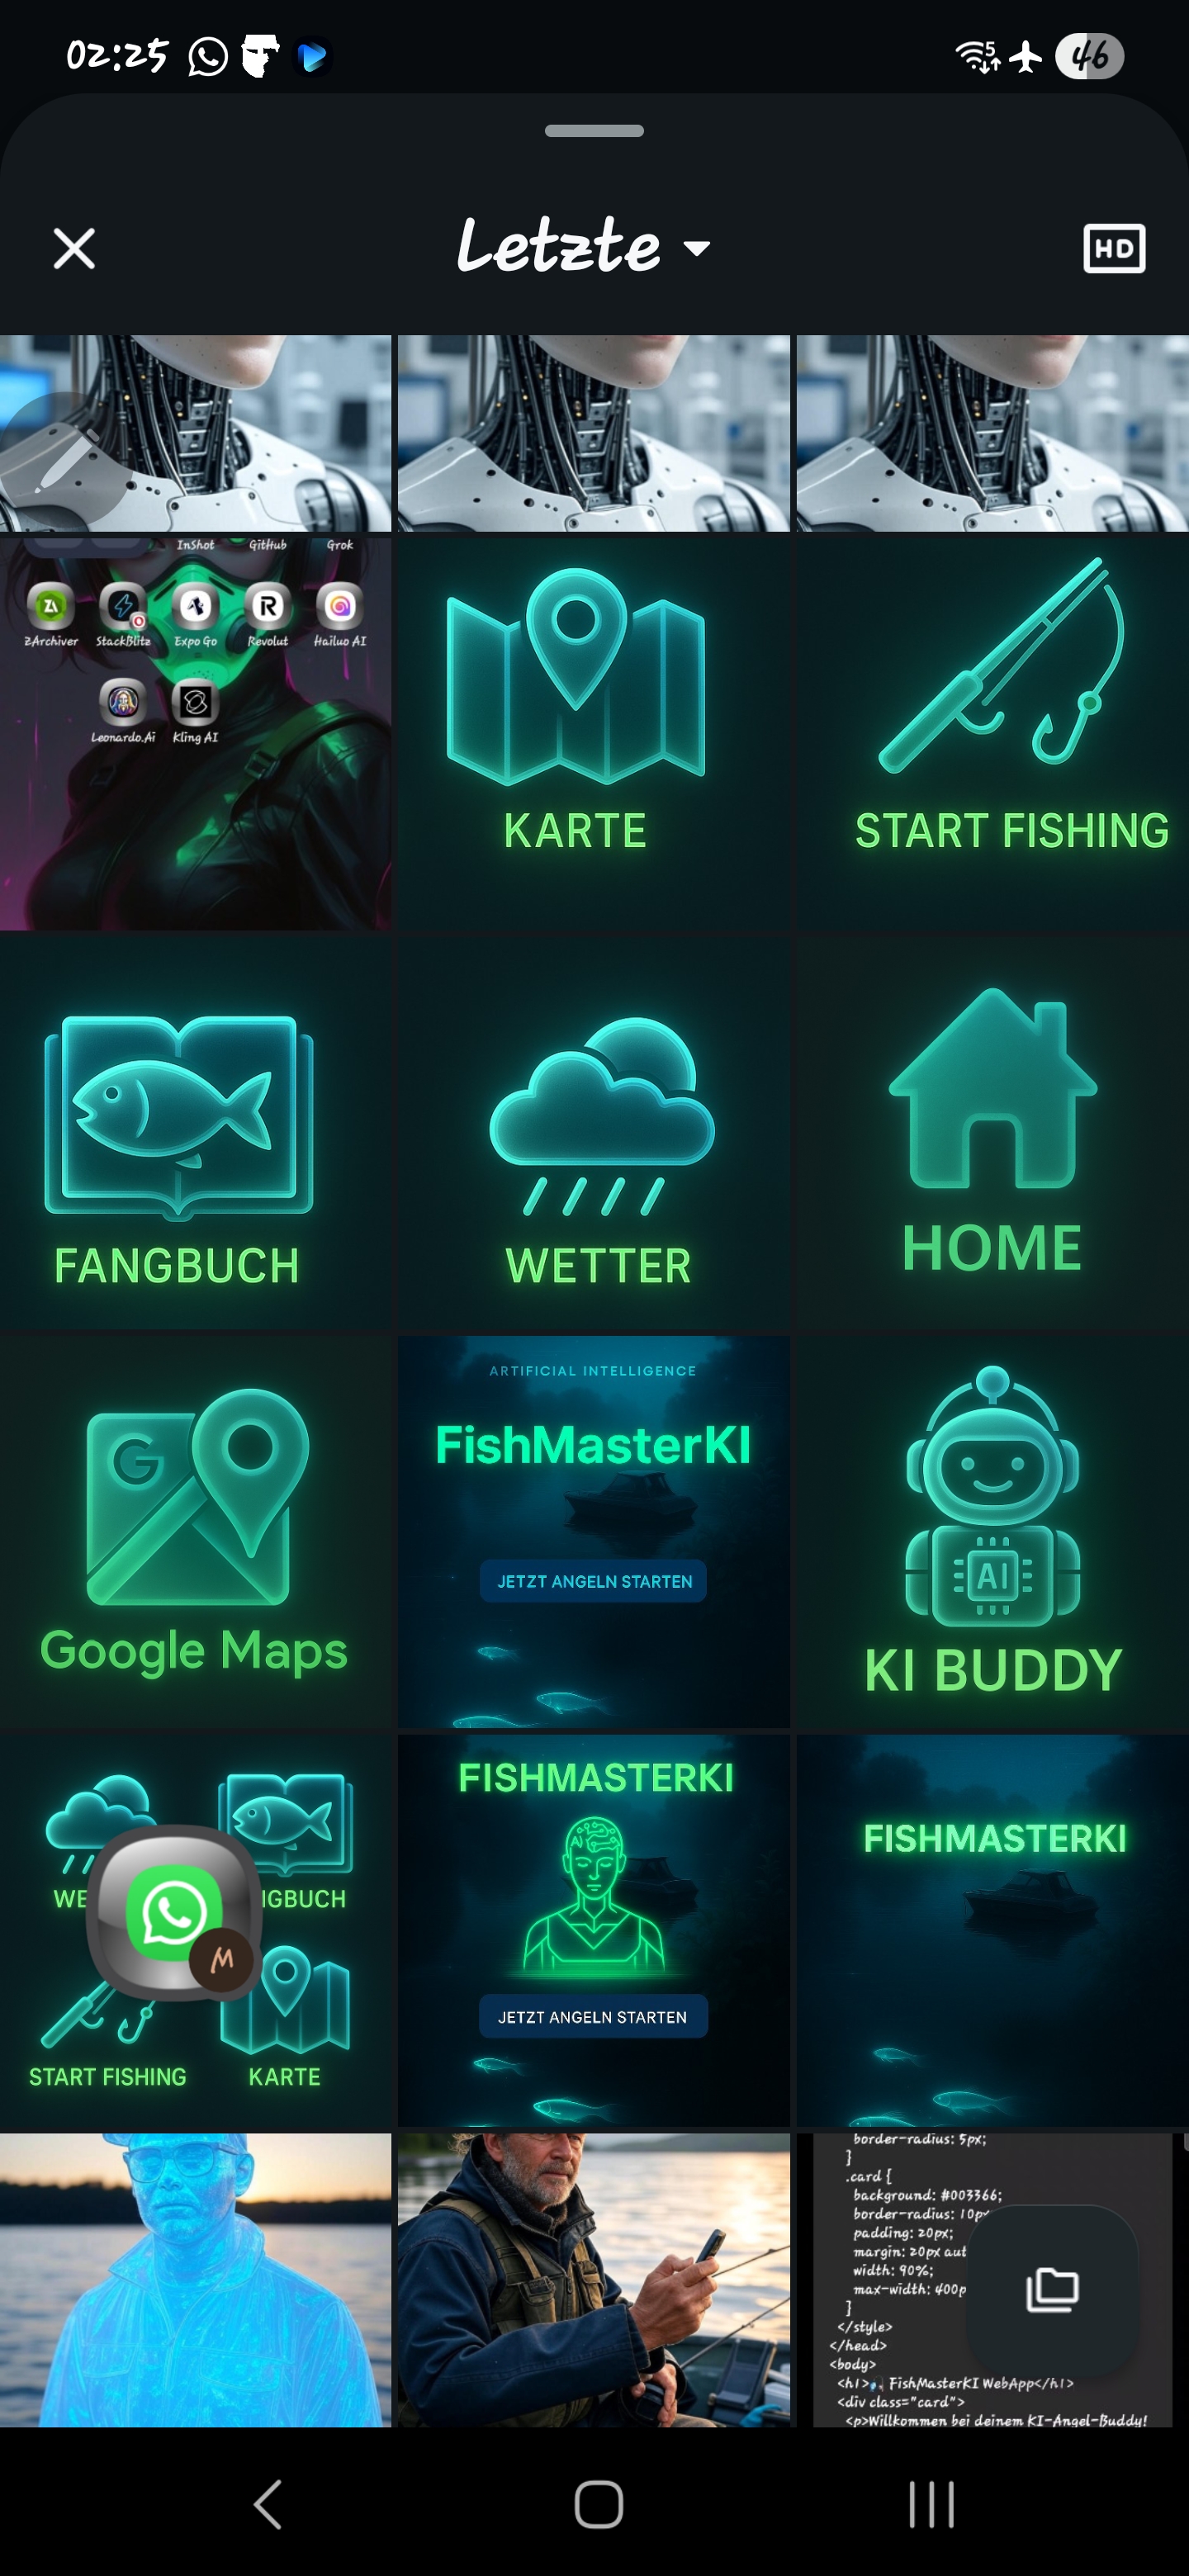 02:25
5
46
Letzte
HD
InShot GitHub Grok
ZArchiver StackBlitz Expo Go Revolut Hailuo AI
Leonardo.Ai Kling AI
KARTE
START FISHING
FANGBUCH
WETTER
HOME
G
Google Maps
ARTIFICIAL INTELLIGENCE
FishMasterKI
JETZT ANGELN STARTEN
AI
KI BUDDY
WE
NGBUCH
START FISHING
KARTE
FISHMASTERKI
JETZT ANGELN STARTEN
FISHMASTERKI
border-radius: 5px;
}
.card {
background: #003366;
border-radius: 10px
padding: 20px;
margin: 20px aut
width: 90%;
max-width: 400p
}
</style>
</head>
<body>
<h1>🎣 FishMasterKI WebApp</h1>
<div class="card">
<p>Willkommen bei deinem KI-Angel-Buddy!